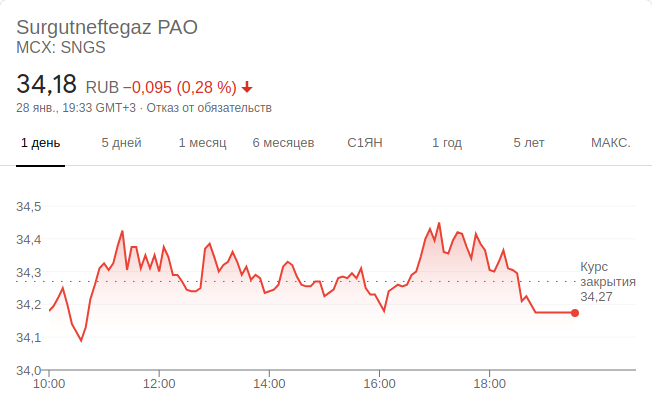 Surgutneftegaz PAO
MCX: SNGS
34,18 RUB −0,095 (0,28 %)
28 янв., 19:33 GMT+3 · Отказ от обязательств
1 день 5 дней 1 месяц 6 месяцев С1ЯН 1 год 5 лет МАКС.
34,5
34,4
34,3
34,2
34,1
34,0
Курс
закрытия
34,27
10:00 12:00 14:00 16:00 18:00